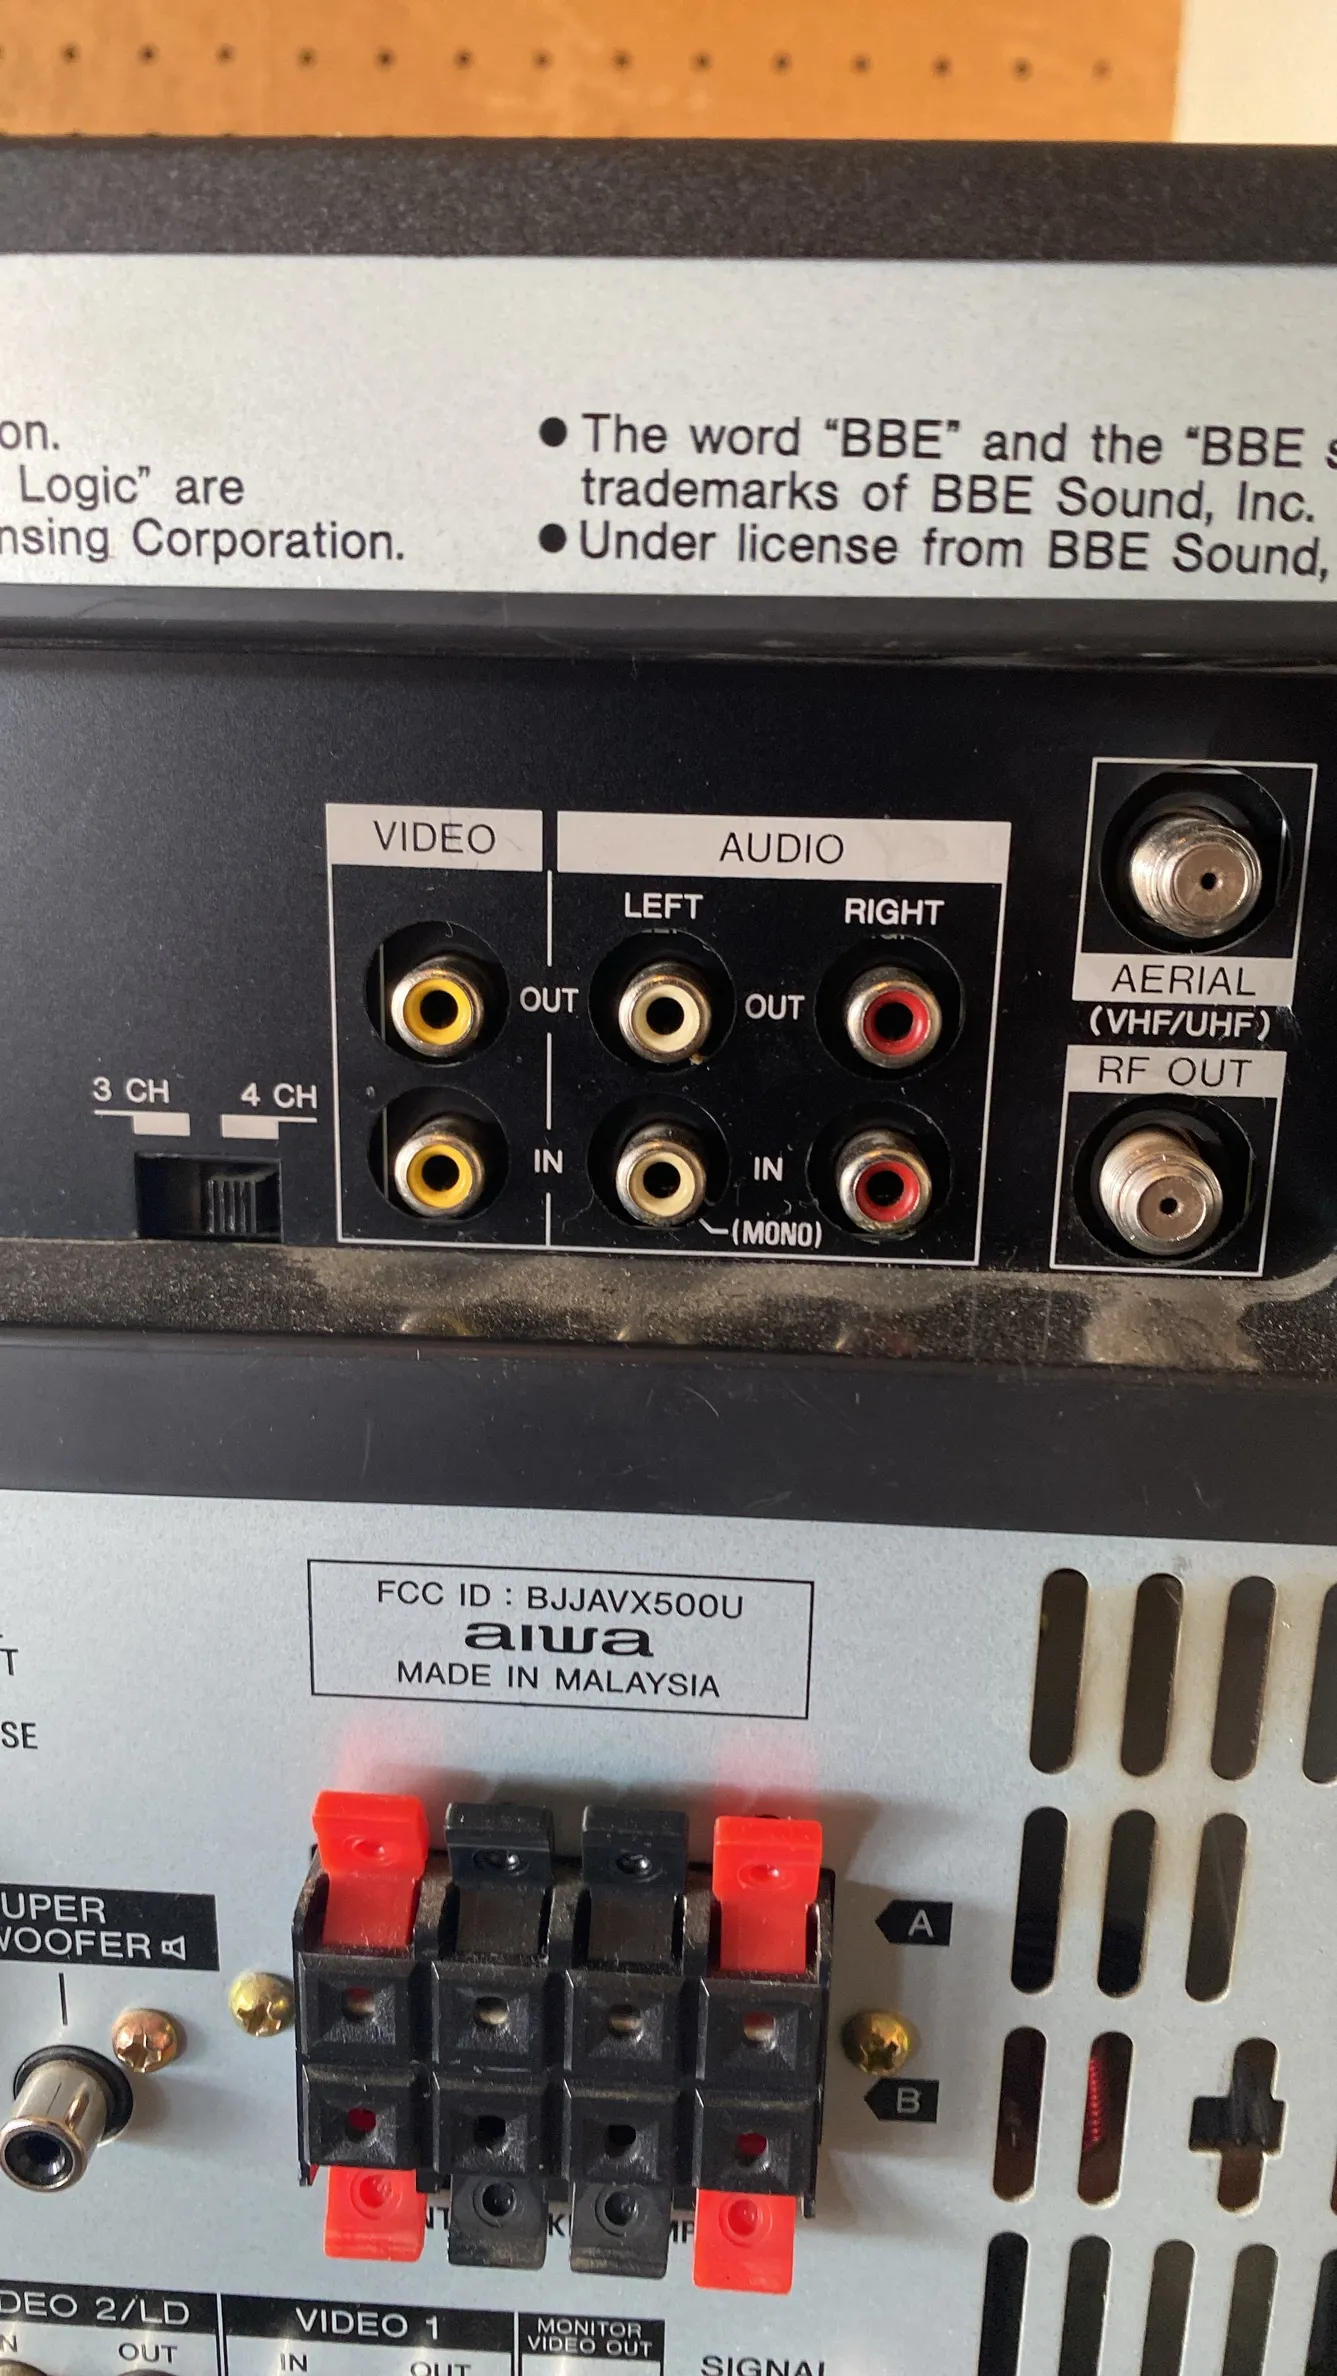 on.
Logic" are
nsing Corporation.
● The word “BBE” and the “BBE s
trademarks of BBE Sound, Inc.
● Under license from BBE Sound,
VIDEO
AUDIO
LEFT
RIGHT
OUT
OUT
AERIAL
(VHF/UHF)
RF OUT
3 CH
4 CH
IN
IN
(MONO)
FCC ID : BJJAVX500U
aiwa
MADE IN MALAYSIA
T
SE
UPER
WOOFER
A
B
DEO 2/LD
VIDEO 1
MONITOR
VIDEO OUT
N
OUT
IN
OUT
SIGNAL